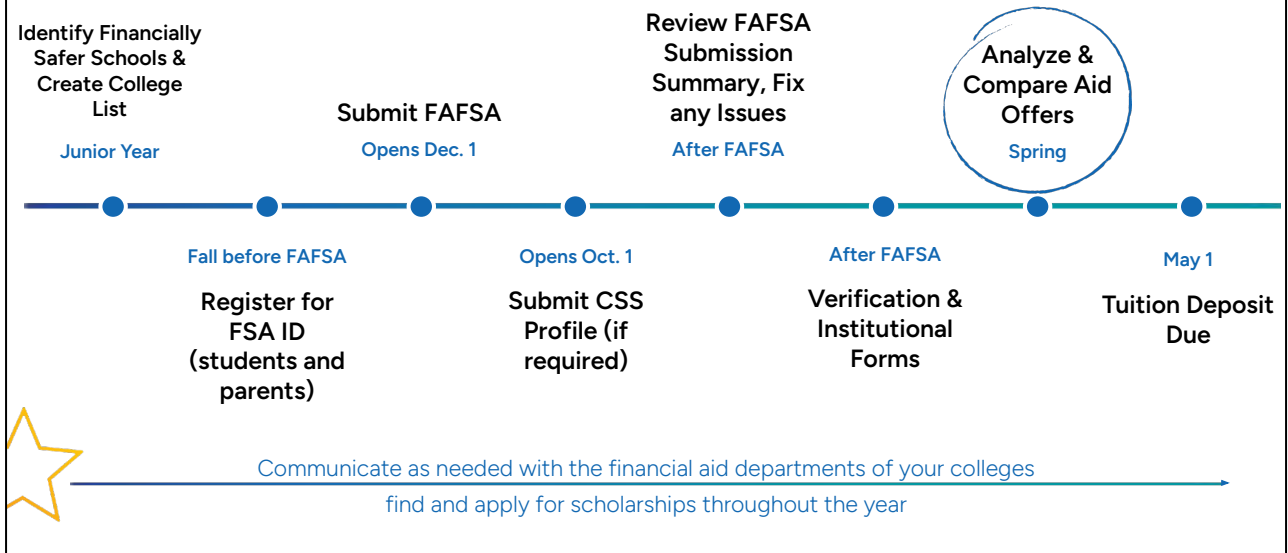 Identify Financially
Safer Schools &
Create College
List
Junior Year
Fall before FAFSA
Register for
FSA ID
(students and
parents)
Submit FAFSA
Opens Dec. 1
Opens Oct. 1
Submit CSS
Profile (if
required)
Review FAFSA
Submission
Summary, Fix
any Issues
After FAFSA
After FAFSA
Verification &
Institutional
Forms
Analyze &
Compare Aid
Offers
Spring
May 1
Tuition Deposit
Due
Communicate as needed with the financial aid departments of your colleges
find and apply for scholarships throughout the year